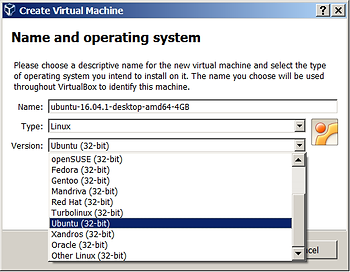 Create Virtual Machine
Name and operating system
Please choose a descriptive name for the new virtual machine and select the
type of operating system you intend to install on it. The name you choose will be used
throughout VirtualBox to identify this machine.
Name: ubuntu-16.04.1-desktop-amd64-4GB
Type: Linux
Version: Ubuntu (32-bit)
openSUSE (32-bit)
Fedora (32-bit)
Gentoo (32-bit)
Mandriva (32-bit)
Red Hat (32-bit)
Turbolinux (32-bit)
Ubuntu (32-bit)
Xandros (32-bit)
Oracle (32-bit)
Other Linux (32-bit)
cel